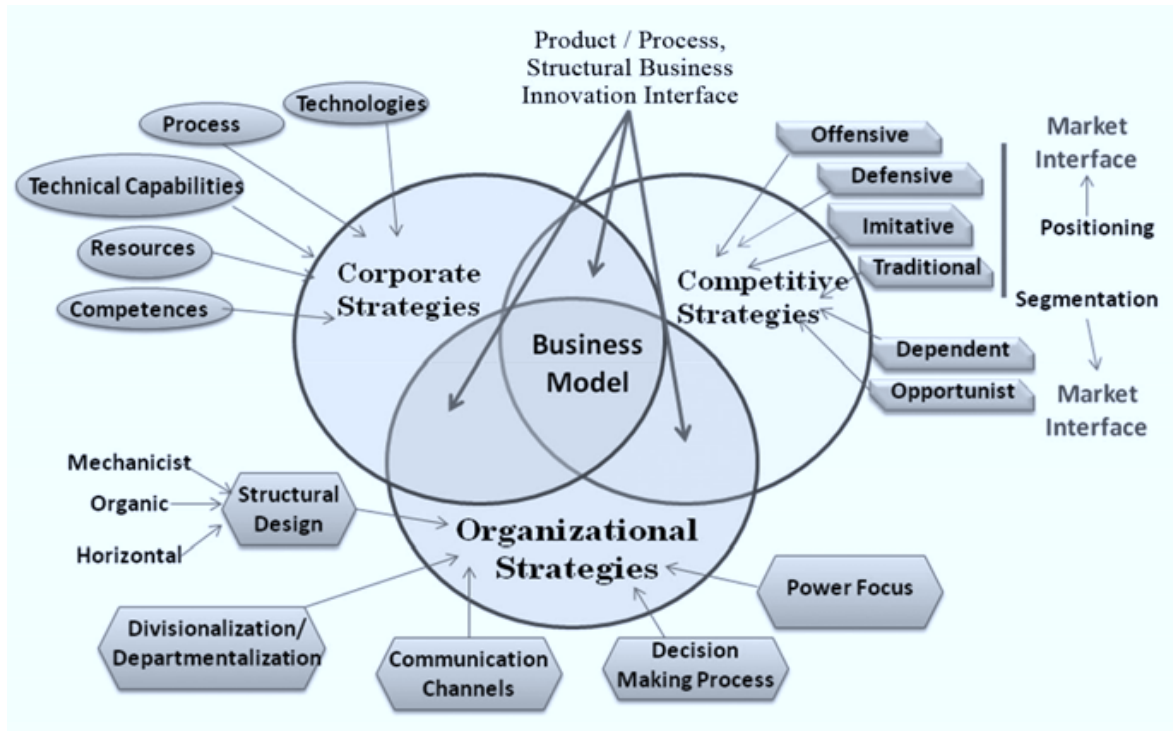 Product / Process,
Structural Business
Innovation Interface
Technologies
Process
Technical Capabilities
Resources
Competences
Corporate
Strategies
Offensive
Defensive
Imitative
Traditional
Dependent
Opportunist
Competitive
Strategies
Market
Interface
Positioning
Segmentation
Market
Interface
Business
Model
Mechanicist
Organic
Horizontal
Structural
Design
Organizational
Strategies
Divisionalization/
Departmentalization
Communication
Channels
Decision
Making Process
Power Focus